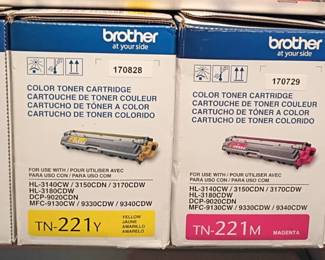 brother
at your side
170828
COLOR TONER CARTRIDGE
CARTOUCHE DE TONER COULEUR
CARTUCHO DE TÓNER A COLOR
CARTUCHO DE TONER COLORIDO
FOR USE WITH / POUR UTILISER AVEC
PARA USO CON / PARA USO COM
HL-3140CW / 3150CDN / 3170CDW
HL-3180CDW
DCP-9020CDN
MFC-9130CW / 9330CDW / 9340CDW
TN-221Y
YELLOW
JAUNE
AMARILLO
AMARELO
brother
at your side
170729
COLOR TONER CARTRIDGE
CARTOUCHE DE TONER COULEUR
CARTUCHO DE TÓNER A COLOR
CARTUCHO DE TONER COLORIDO
FOR USE WITH / POUR UTILISER AVEC
PARA USO CON / PARA USO COM
HL-3140CW / 3150CDN / 3170CDW
HL-3180CDW
DCP-9020CDN
MFC-9130CW / 9330CDW / 9340CDW
TN-221M
MAGENTA